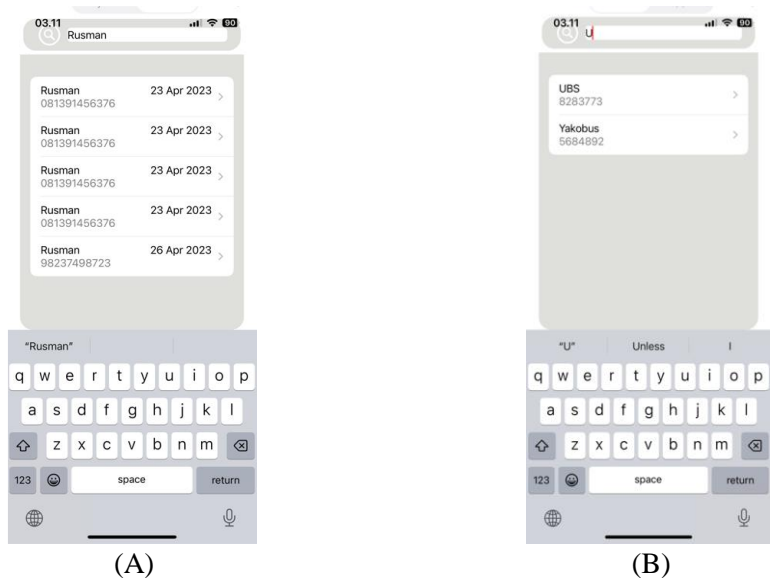 03.11 90
Rusman
Rusman 23 Apr 2023
081391456376
Rusman 23 Apr 2023
081391456376
Rusman 23 Apr 2023
081391456376
Rusman 23 Apr 2023
081391456376
Rusman 26 Apr 2023
98237498723
"Rusman"
q w e r t y u i o p
a s d f g h j k l
z x c v b n m
123 space return
(A)
03.11 90
U
UBS
8283773
Yakobus
5684892
"U" Unless I
q w e r t y u i o p
a s d f g h j k l
z x c v b n m
123 space return
(B)